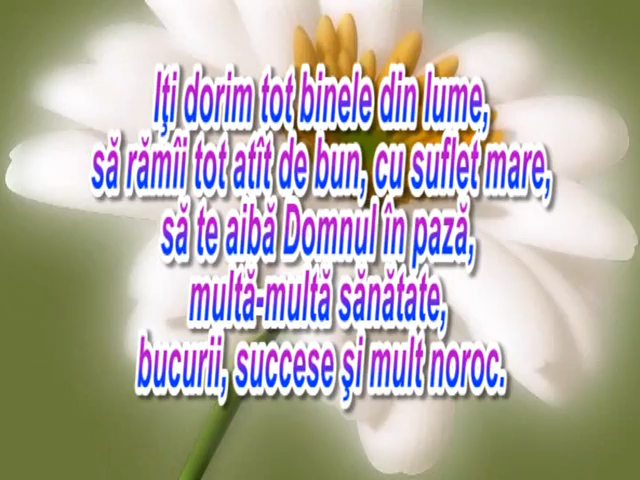 Iţi dorim tot binele din lume,
să rămîi tot atît de bun, cu suflet mare,
să te aibă Domnul în pază,
multă-multă sănătate,
bucurii, succese şi mult noroc.